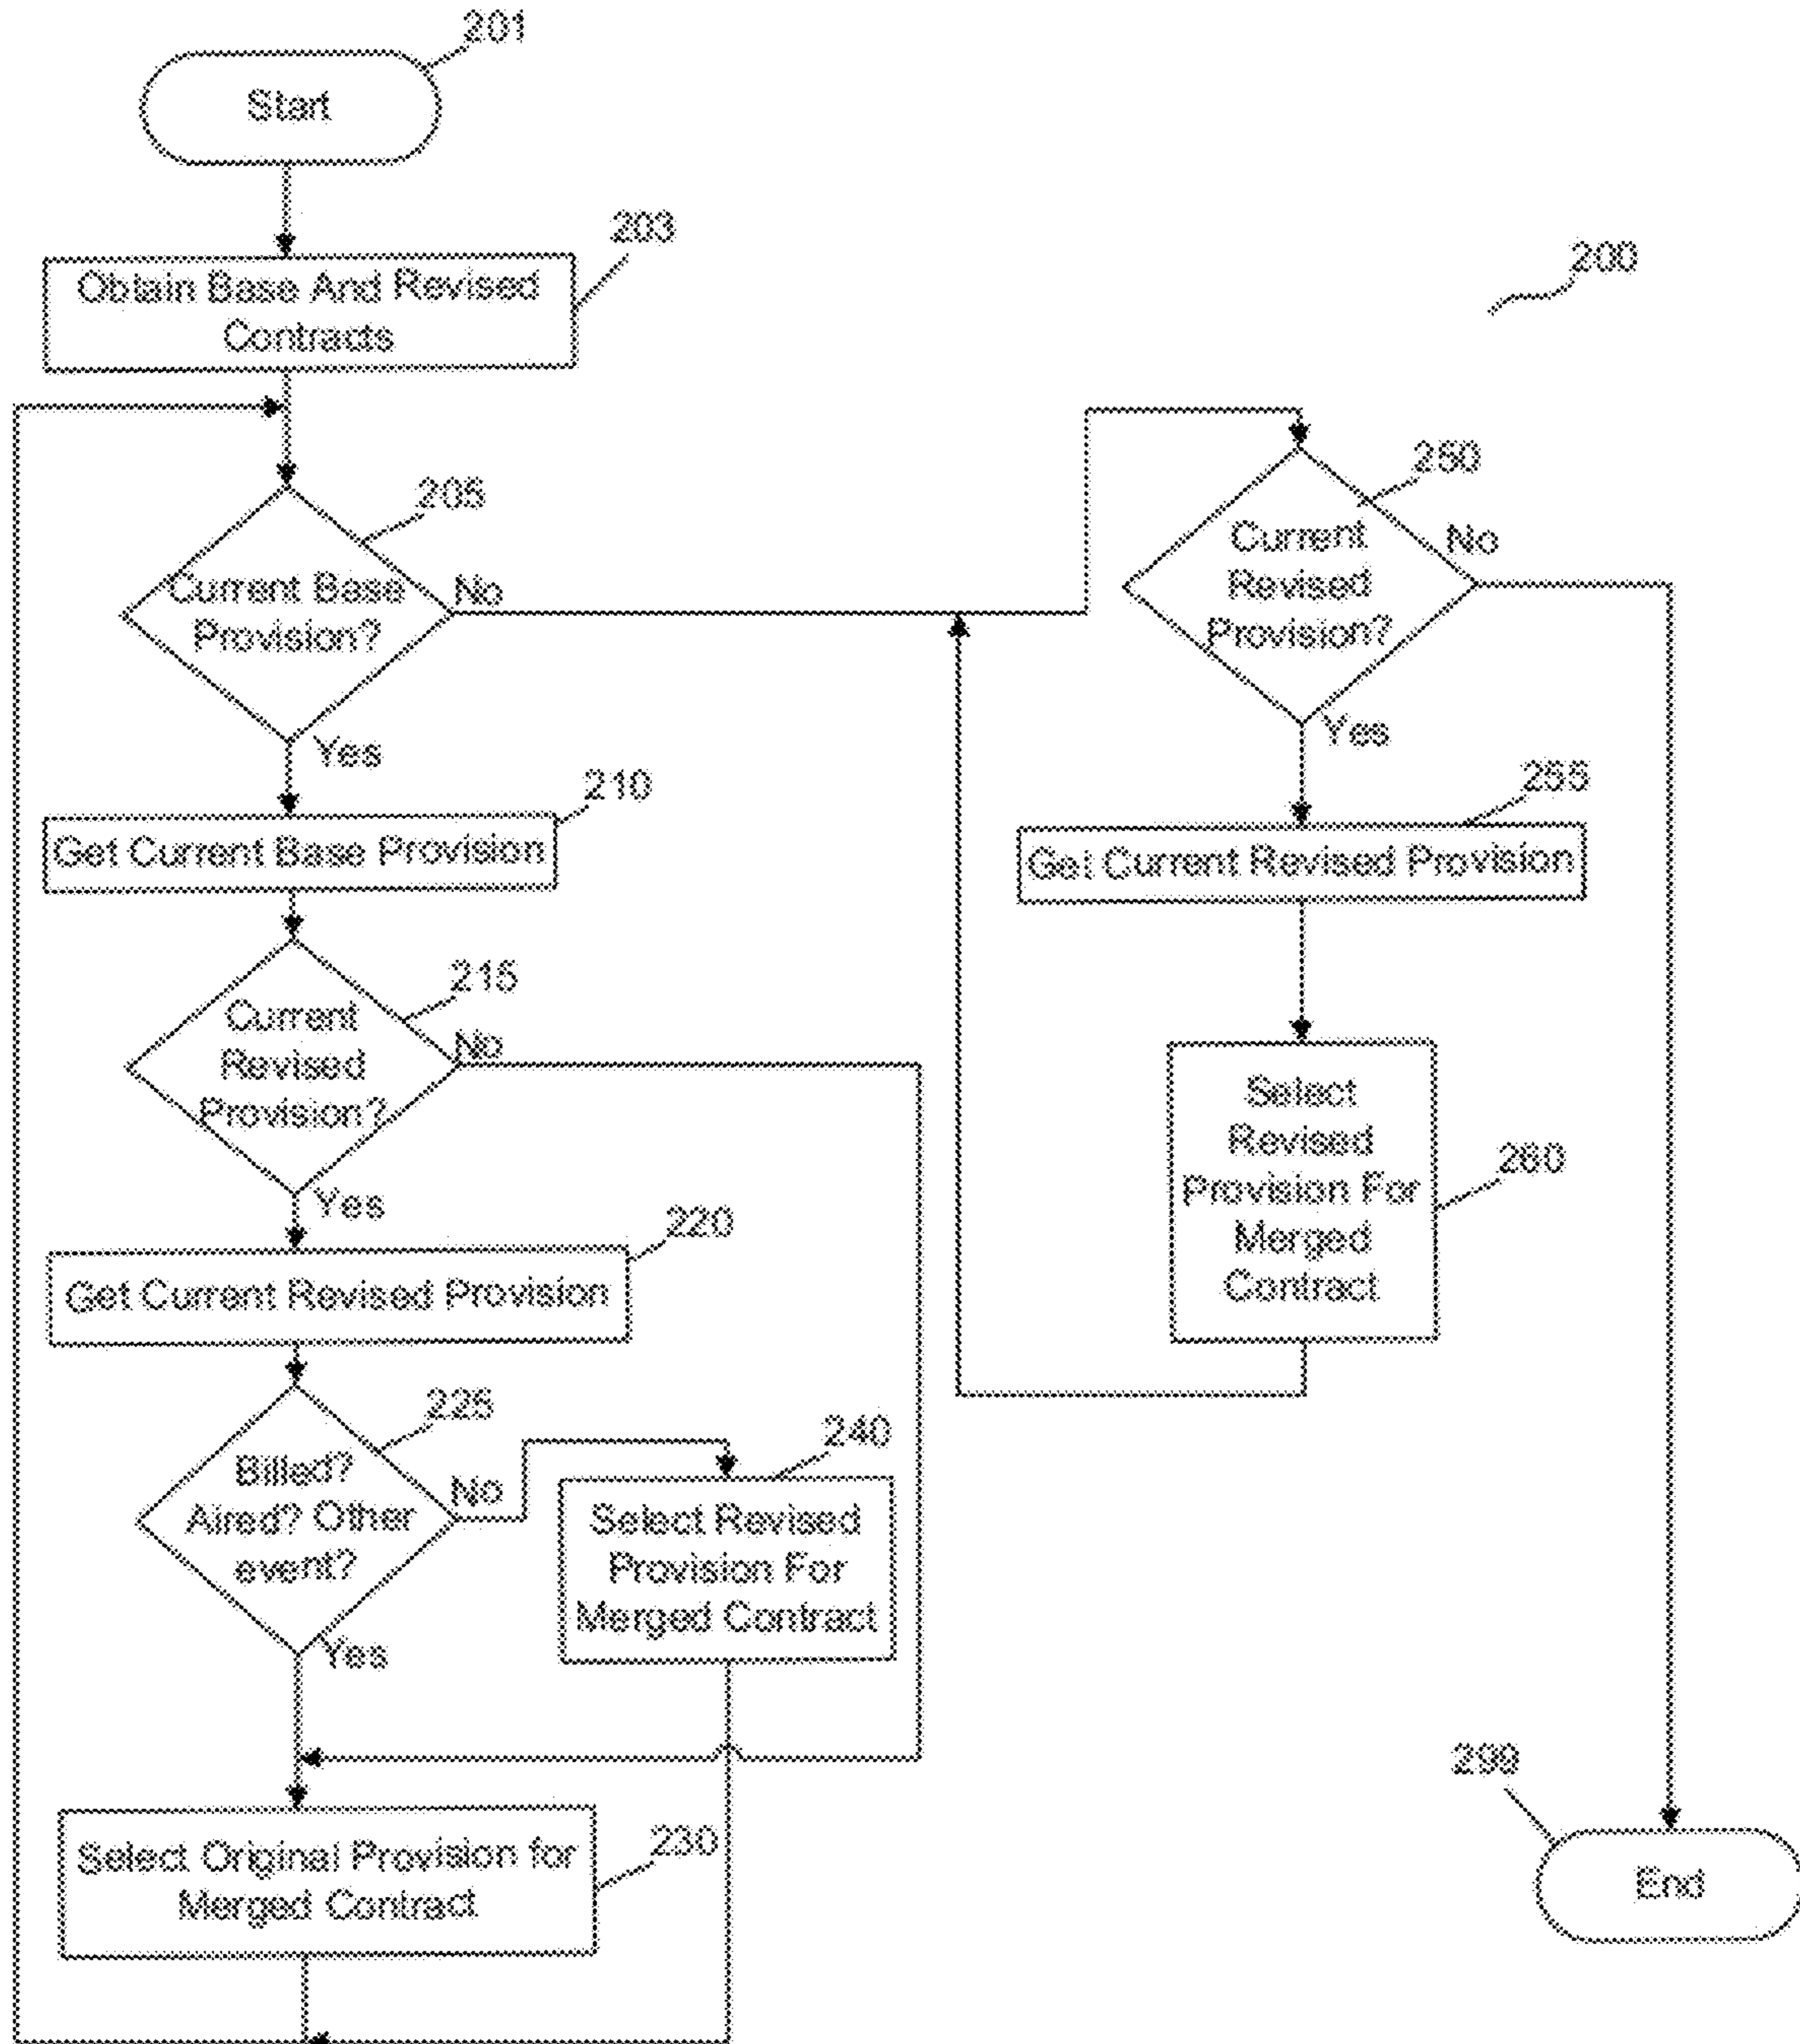 201
Start
203
Obtain Base And Revised
Contracts
200
205
Current Base
Provision?
No
Yes
210
Get Current Base Provision
215
Current
Revised
Provision?
No
Yes
220
Get Current Revised Provision
225
Billed?
Aired? Other
event?
No
Yes
240
Select Revised
Provision For
Merged Contract
230
Select Original Provision for
Merged Contract
250
Current
Revised
Provision?
No
Yes
255
Get Current Revised Provision
260
Select
Revised
Provision For
Merged
Contract
299
End